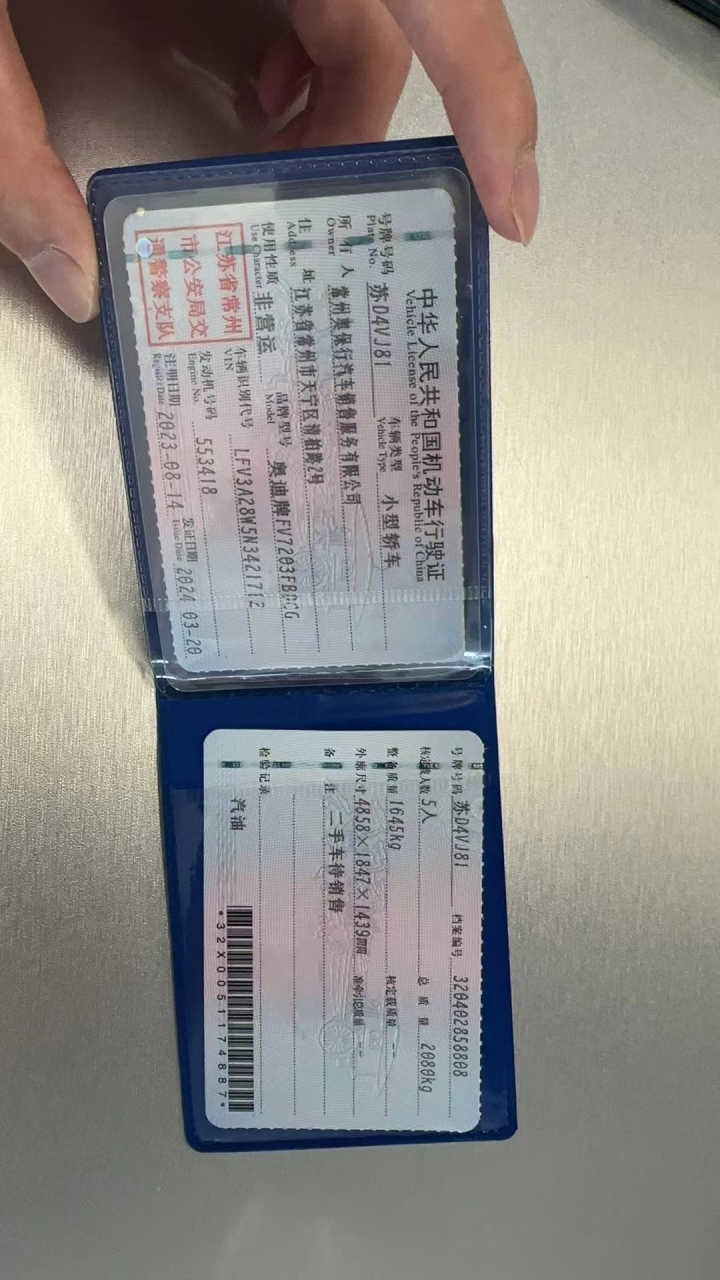 中华人民共和国机动车行驶证
Vehicle License of the People's Republic of China
号牌号码 苏D4VJ81 车辆类型 小型轿车
Plate No. Vehicle Type
所有人 常州奥保行汽车销售服务有限公司
Owner
住址 江苏省常州市天宁区清柏路2号
Address
使用性质 非营运 品牌型号 奥迪牌FV7203FBDCG
Use Character Model
江苏省常州
市公安局交
通警察支队
车辆识别代号 LFV3A28W5N3421712
VIN
发动机号码 553418
Engine No.
注册日期 2023-08-14 发证日期 2024-03-20
Register Date Issue Date
号牌号码 苏D4VJ81 档案编号 320402858808
核定载人数 5人 总质量 2080kg
整备质量 1645kg 核定载质量 --
外廓尺寸 4858×1847×1439mm 准牵引总质量 --
备注 二手车待销售
检验记录
汽油
*32X0051174887*